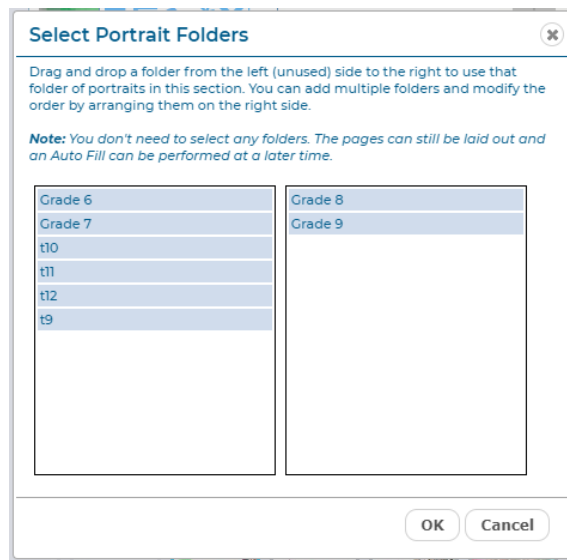 Select Portrait Folders
Drag and drop a folder from the left (unused) side to the right to use that
folder of portraits in this section. You can add multiple folders and modify the
order by arranging them on the right side.
Note: You don't need to select any folders. The pages can still be laid out and
an Auto Fill can be performed at a later time.
Grade 6
Grade 7
t10
t11
t12
t9
Grade 8
Grade 9
OK
Cancel